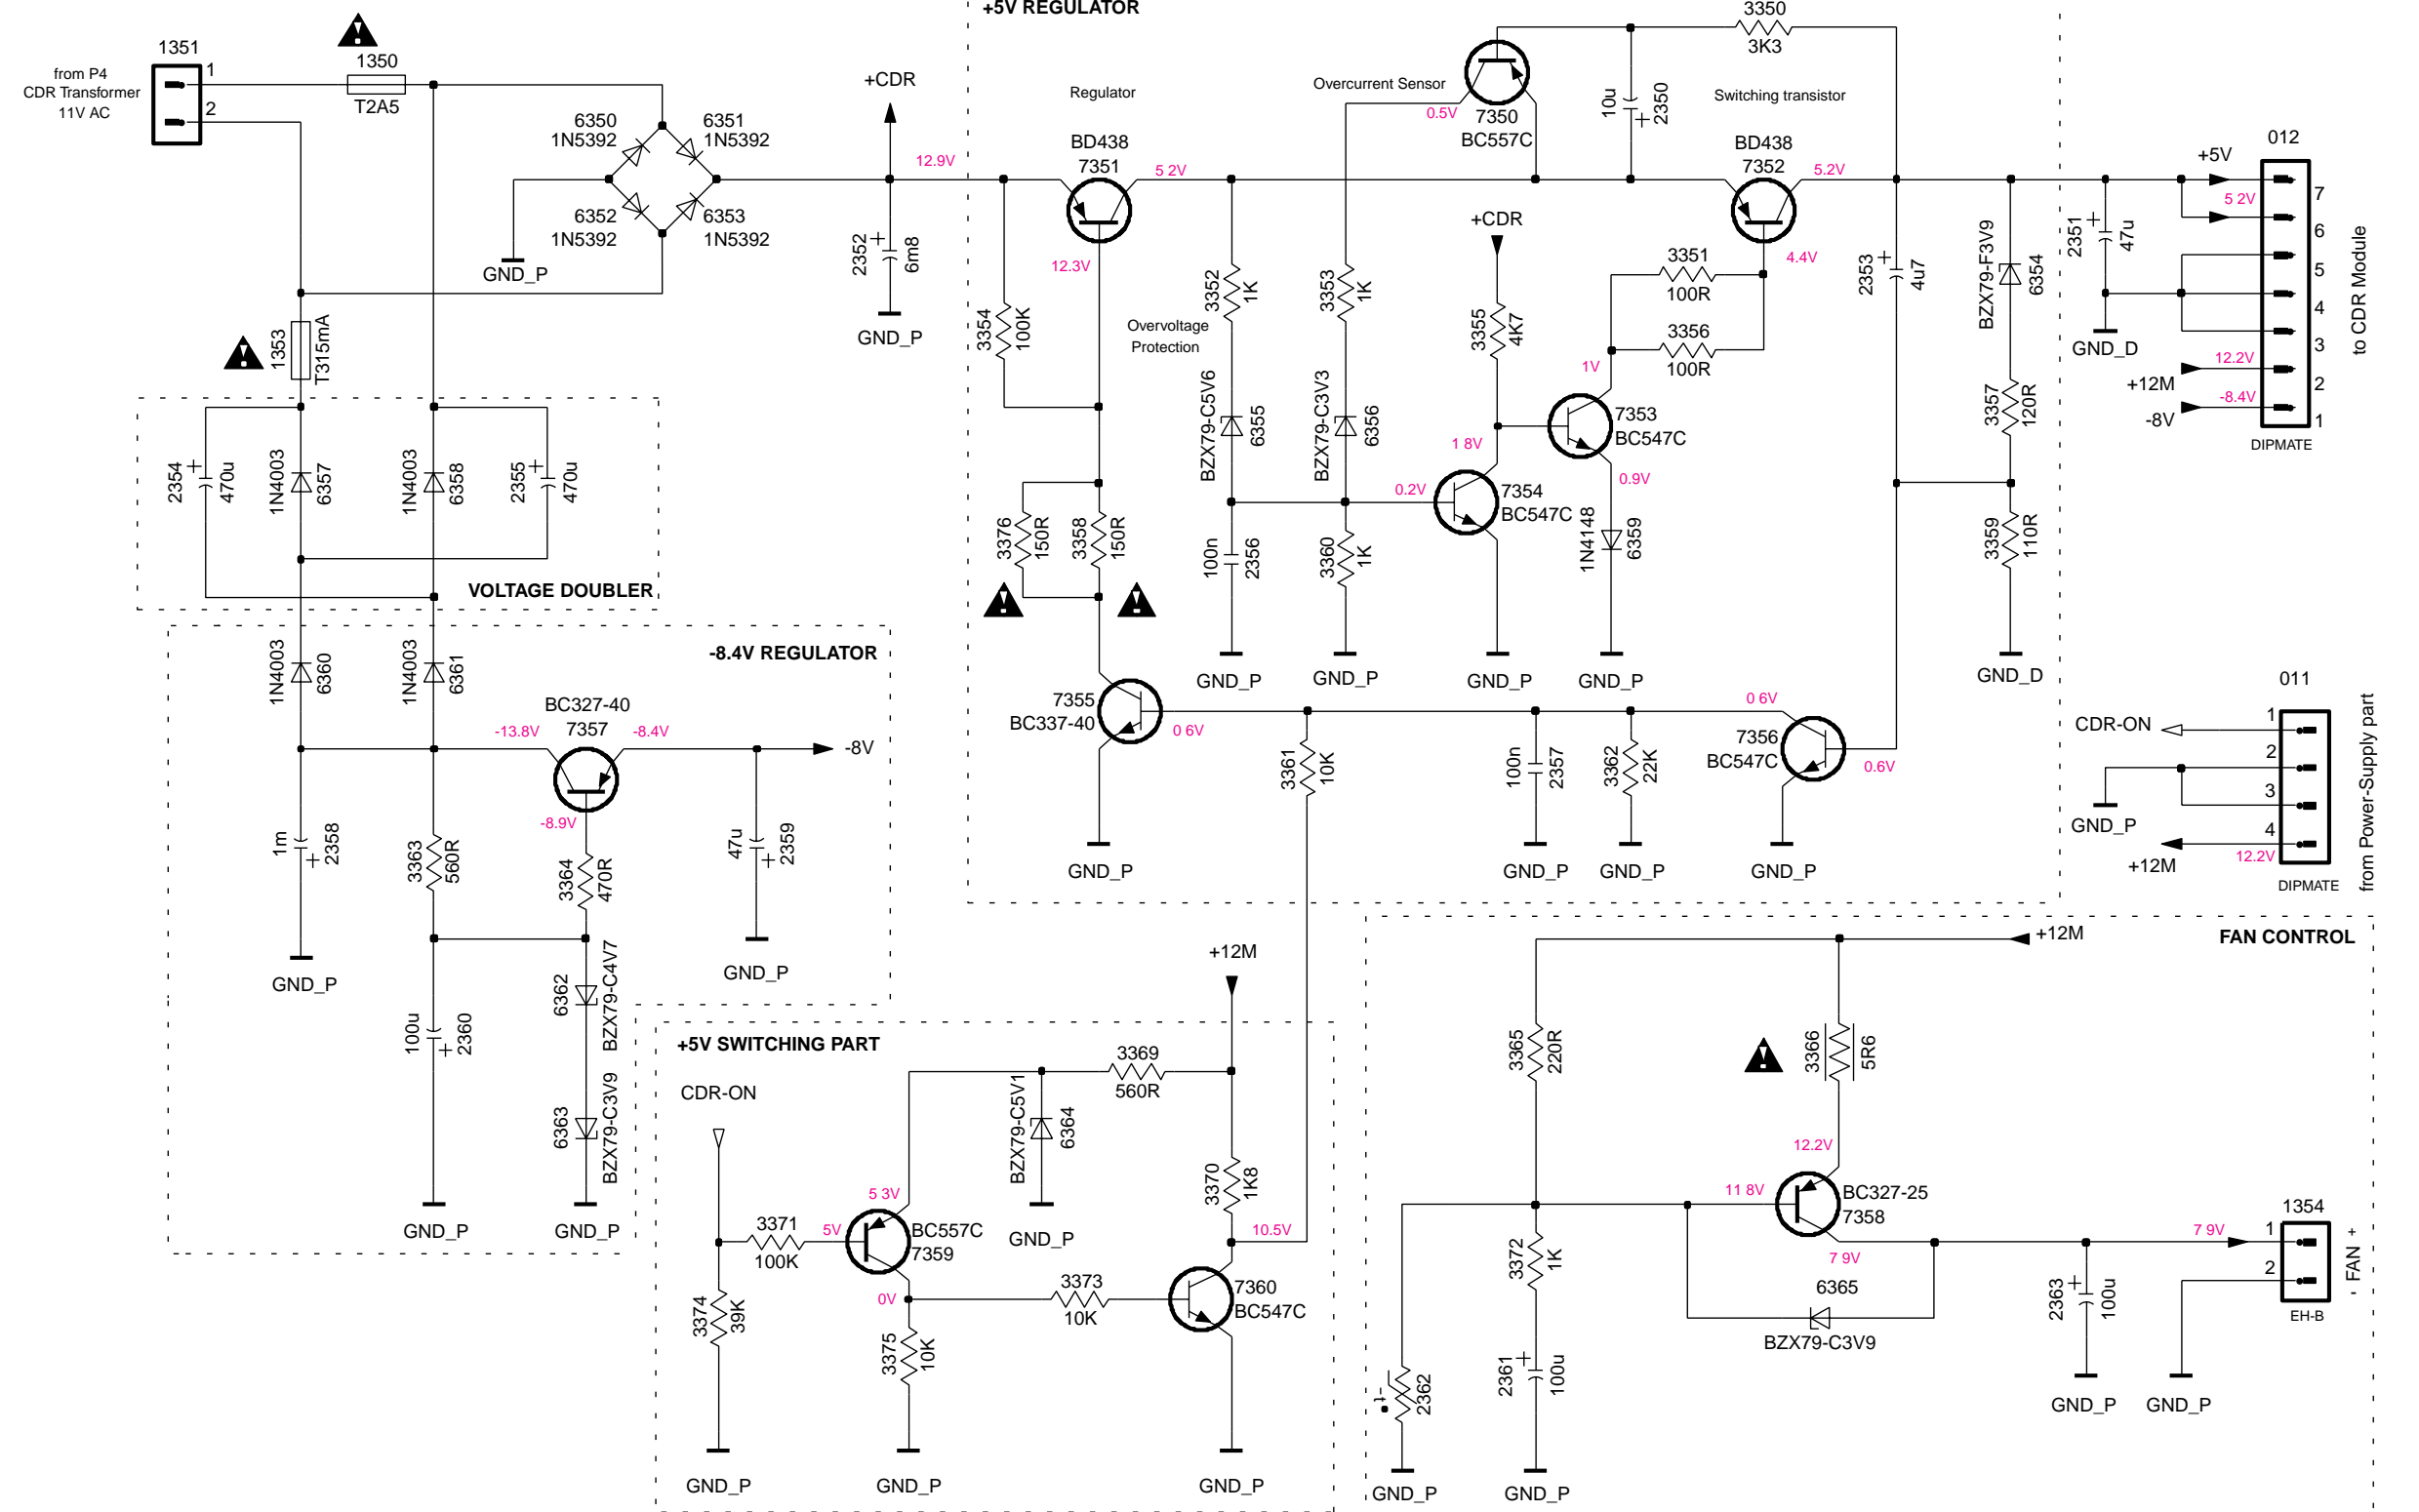 +5V REGULATOR
1351
from P4
CDR Transformer
11V AC
1
2
1350
T2A5
6350
1N5392
6351
1N5392
6352
1N5392
6353
1N5392
GND_P
+CDR
12.9V
2352
+
6m8
GND_P
Regulator
BD438
7351
5 2V
12.3V
3354
100K
Overvoltage
Protection
Overcurrent Sensor
0.5V
7350
BC557C
10u
+
2350
3350
3K3
Switching transistor
BD438
7352
5.2V
4.4V
3352
1K
3353
1K
+CDR
3355
4K7
3351
100R
3356
100R
1V
7353
BC547C
0.9V
1 8V
0.2V
7354
BC547C
BZX79-C5V6
6355
BZX79-C3V3
6356
1N4148
6359
100n
2356
3360
1K
GND_P
GND_P
GND_P
GND_P
2353
+
4u7
BZX79-F3V9
6354
3357
120R
3359
110R
GND_D
2351
+
47u
GND_D
+5V
5 2V
012
7
6
5
4
3
2
1
12.2V
+12M
-8.4V
-8V
DIPMATE
to CDR Module
1353
T315mA
2354
+
470u
1N4003
6357
1N4003
6358
2355
+
470u
VOLTAGE DOUBLER
3376
150R
3358
150R
7355
BC337-40
0 6V
GND_P
3361
10K
100n
2357
GND_P
3362
22K
GND_P
0 6V
7356
BC547C
0.6V
GND_P
011
CDR-ON
1
2
3
4
GND_P
+12M
12.2V
DIPMATE
from Power-Supply part
-8.4V REGULATOR
1N4003
6360
1N4003
6361
BC327-40
7357
-13.8V
-8.4V
-8V
-8.9V
1m
+
2358
GND_P
3363
560R
3364
470R
47u
+
2359
GND_P
100u
+
2360
GND_P
6362
BZX79-C4V7
6363
BZX79-C3V9
GND_P
+5V SWITCHING PART
CDR-ON
+12M
3369
560R
BZX79-C5V1
6364
GND_P
3370
1K8
10.5V
3371
100K
5V
5 3V
BC557C
7359
0V
3373
10K
7360
BC547C
3374
39K
3375
10K
GND_P
GND_P
GND_P
FAN CONTROL
+12M
3365
220R
3366
5R6
12.2V
11 8V
BC327-25
7358
7 9V
6365
BZX79-C3V9
3372
1K
2361
+
100u
-t
2362
GND_P
GND_P
2363
+
100u
GND_P
GND_P
7 9V
1354
1
2
- FAN +
EH-B